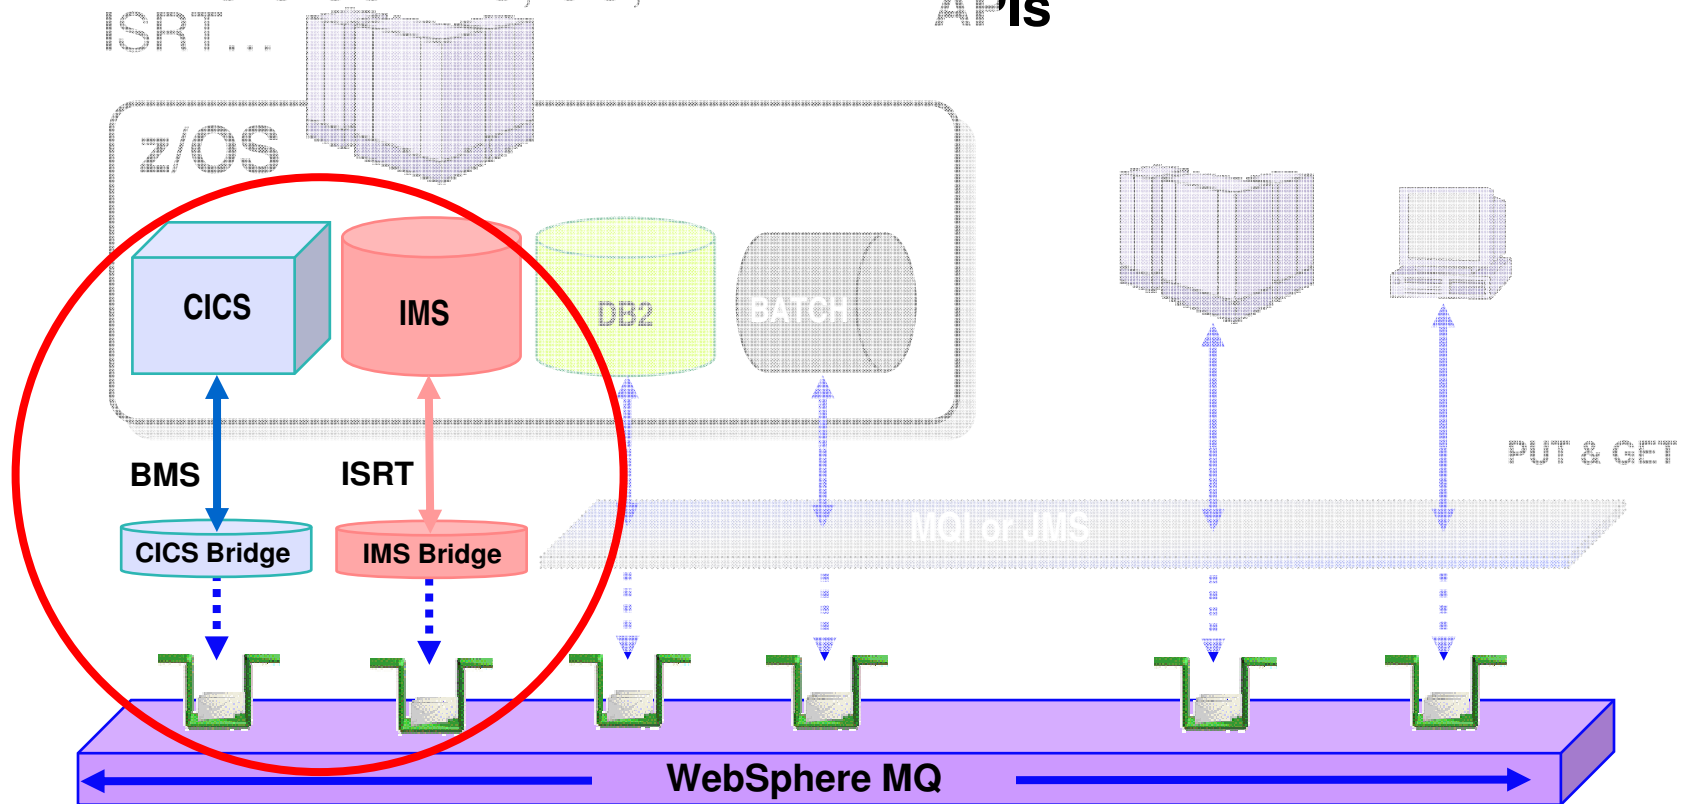 ISRT...
APIs
z/OS
CICS
IMS
DB2
BATCH
BMS
ISRT
PUT & GET
MQI or JMS
CICS Bridge
IMS Bridge
WebSphere MQ